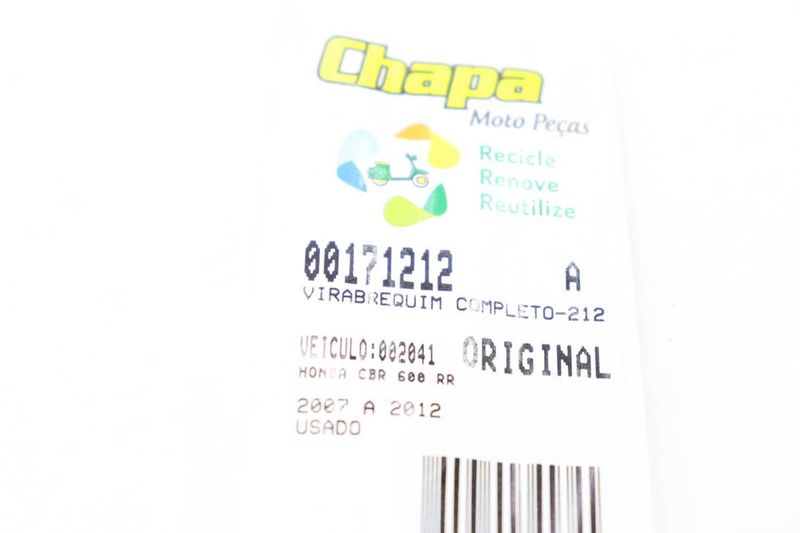 Chapa
Moto Peças
Recicle
Renove
Reutilize
00171212 A
VIRABREQUIM COMPLETO-212
VEICULO:002041 ORIGINAL
HONDA CBR 600 RR
2007 A 2012
USADO